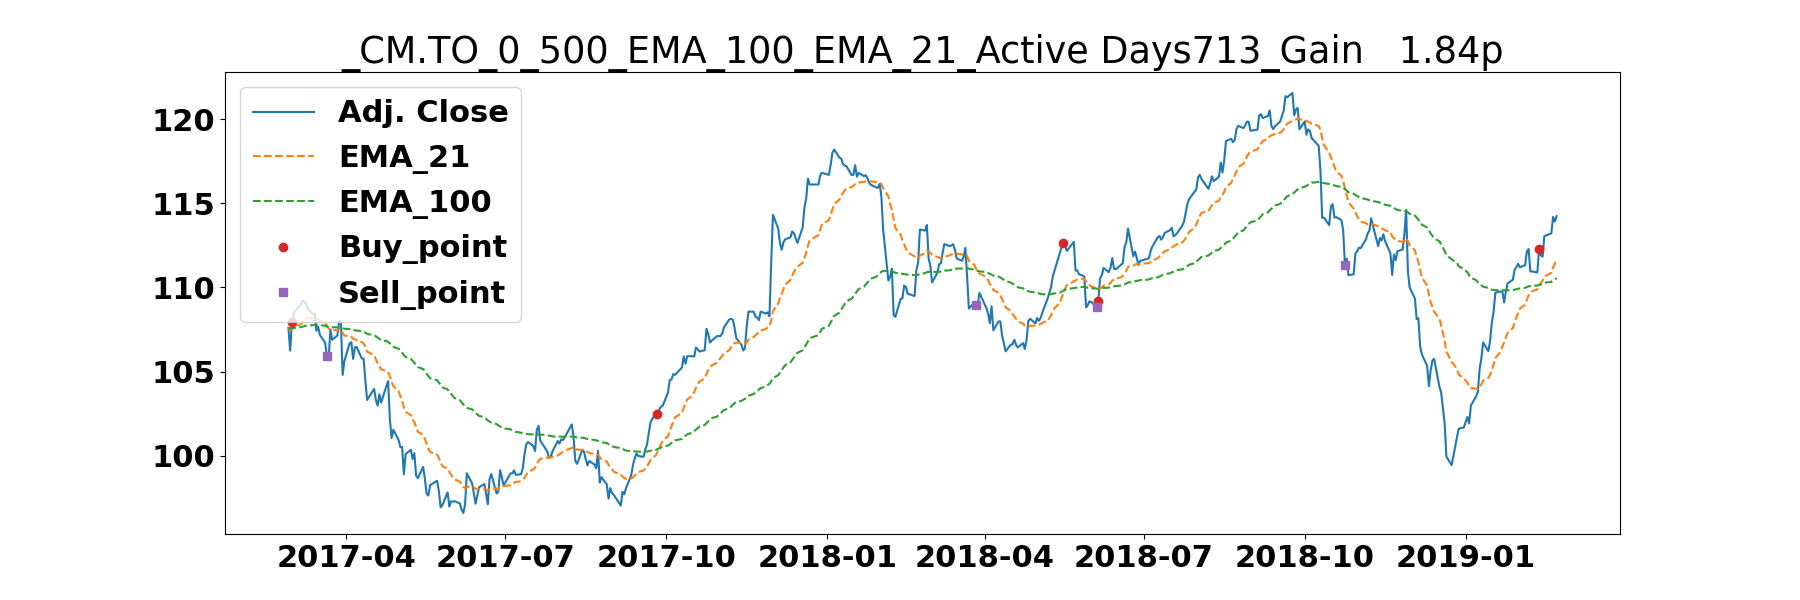 _CM.TO_0_500_EMA_100_EMA_21_Active Days713_Gain   1.84p
Adj. Close
EMA_21
EMA_100
Buy_point
Sell_point
120
115
110
105
100
2017-04 2017-07 2017-10 2018-01 2018-04 2018-07 2018-10 2019-01